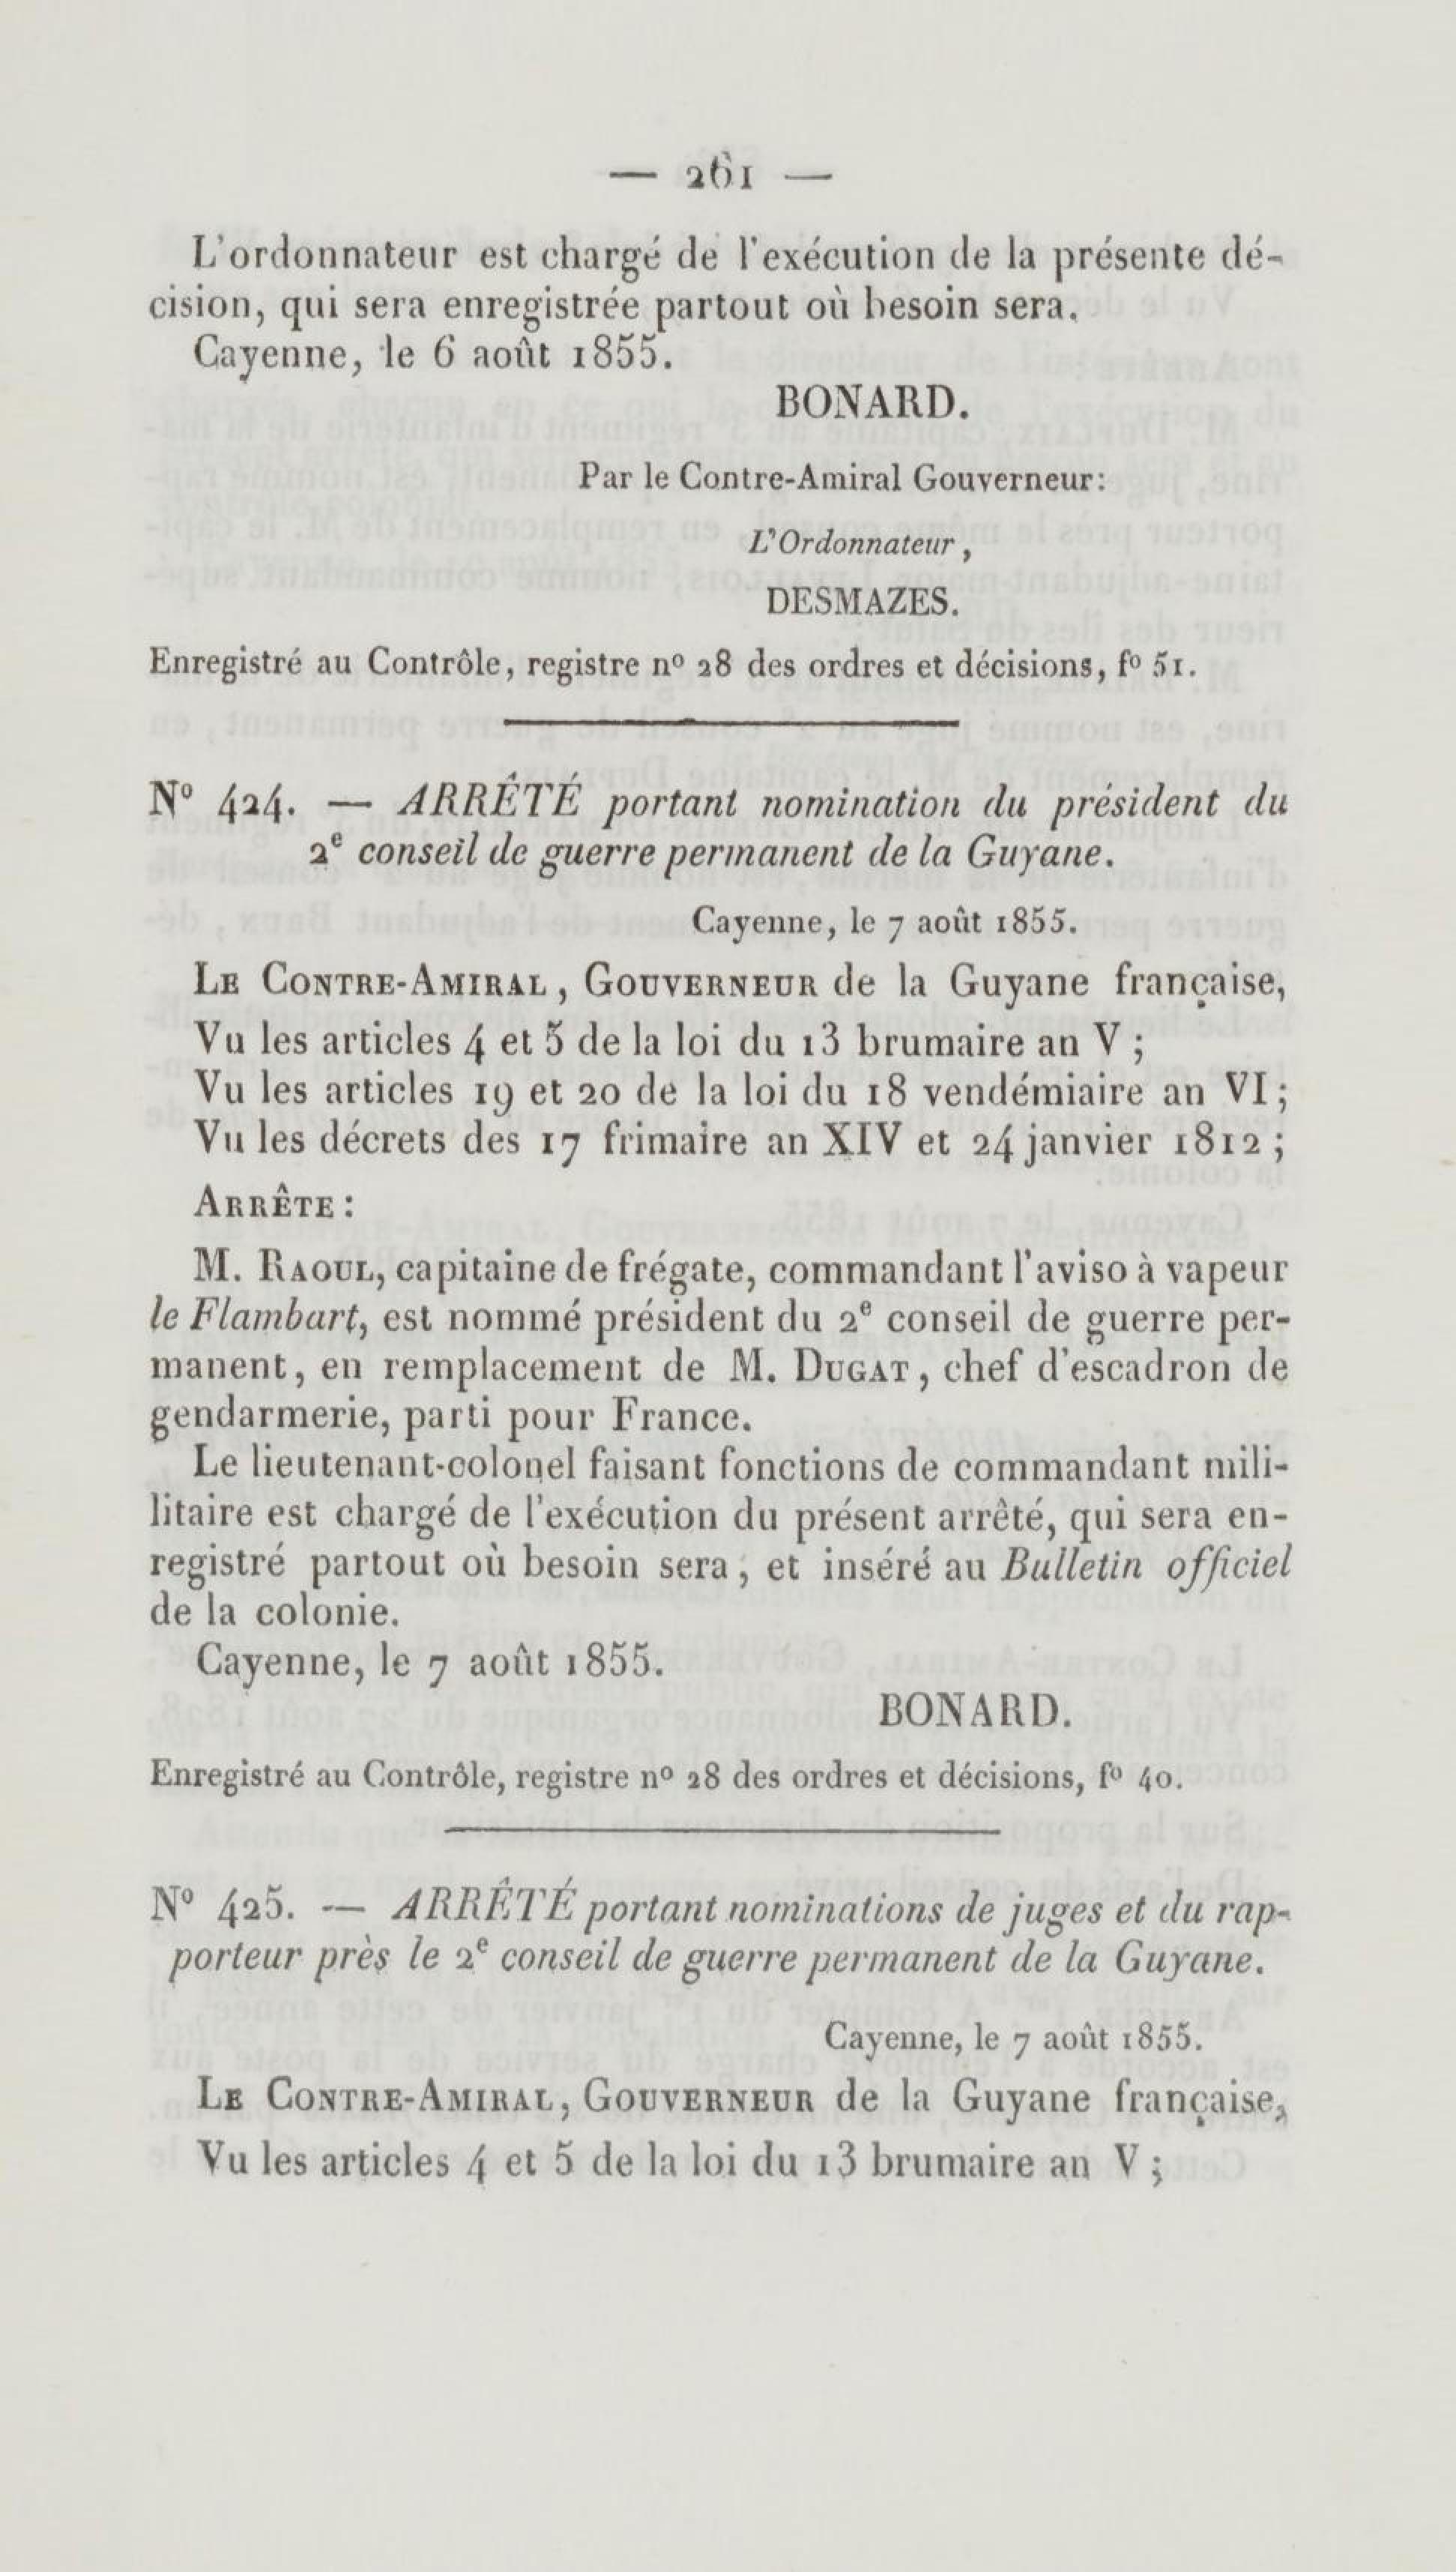 — 261 —
L'ordonnateur est chargé de l'exécution de la présente dé-
cision, qui sera enregistrée partout où besoin sera.
Cayenne, le 6 août 1855.
BONARD.
Par le Contre-Amiral Gouverneur:
L'Ordonnateur,
DESMAZES.
Enregistré au Contrôle, registre nº 28 des ordres et décisions, fº 51.
Nº 424. — ARRÊTÉ portant nomination du président du
2e conseil de guerre permanent de la Guyane.
Cayenne, le 7 août 1855.
LE CONTRE-AMIRAL, GOUVERNEUR de la Guyane française,
Vu les articles 4 et 5 de la loi du 13 brumaire an V;
Vu les articles 19 et 20 de la loi du 18 vendémiaire an VI;
Vu les décrets des 17 frimaire an XIV et 24 janvier 1812;
ARRÊTE:
M. RAOUL, capitaine de frégate, commandant l'aviso à vapeur
le Flambart, est nommé président du 2e conseil de guerre per-
manent, en remplacement de M. DUGAT, chef d'escadron de
gendarmerie, parti pour France.
Le lieutenant-colonel faisant fonctions de commandant mili-
litaire est chargé de l'exécution du présent arrêté, qui sera en-
registré partout où besoin sera, et inséré au Bulletin officiel
de la colonie.
Cayenne, le 7 août 1855.
BONARD.
Enregistré au Contrôle, registre nº 28 des ordres et décisions, fº 40.
Nº 425. — ARRÊTÉ portant nominations de juges et du rap-
porteur près le 2e conseil de guerre permanent de la Guyane.
Cayenne, le 7 août 1855.
LE CONTRE-AMIRAL, GOUVERNEUR de la Guyane française,
Vu les articles 4 et 5 de la loi du 13 brumaire an V;